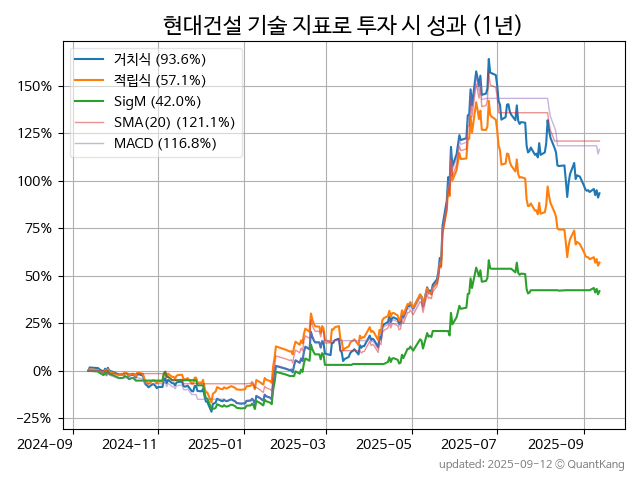 현대건설 기술 지표로 투자 시 성과 (1년)
거치식 (93.6%)
적립식 (57.1%)
SigM (42.0%)
SMA(20) (121.1%)
MACD (116.8%)
150%
125%
100%
75%
50%
25%
0%
−25%
2024-09 2024-11 2025-01 2025-03 2025-05 2025-07 2025-09
updated: 2025-09-12 © QuantKang